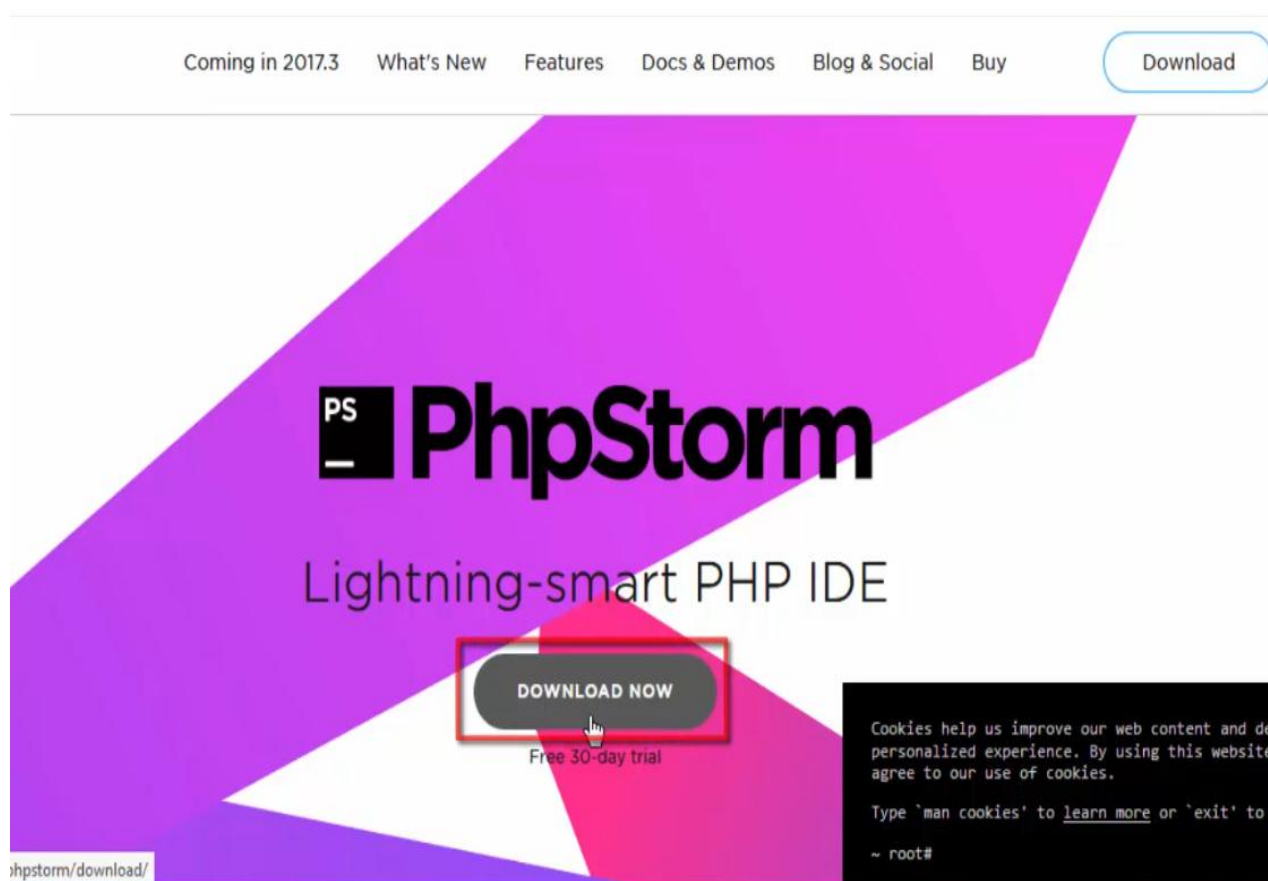 Coming in 2017.3 What's New Features Docs & Demos Blog & Social Buy Download
PS
PhpStorm
Lightning-smart PHP IDE
DOWNLOAD NOW
Free 30-day trial
Cookies help us improve our web content and
personalized experience. By using this website
agree to our use of cookies.
Type `man cookies' to learn more or `exit' to
~ root#
phpstorm/download/